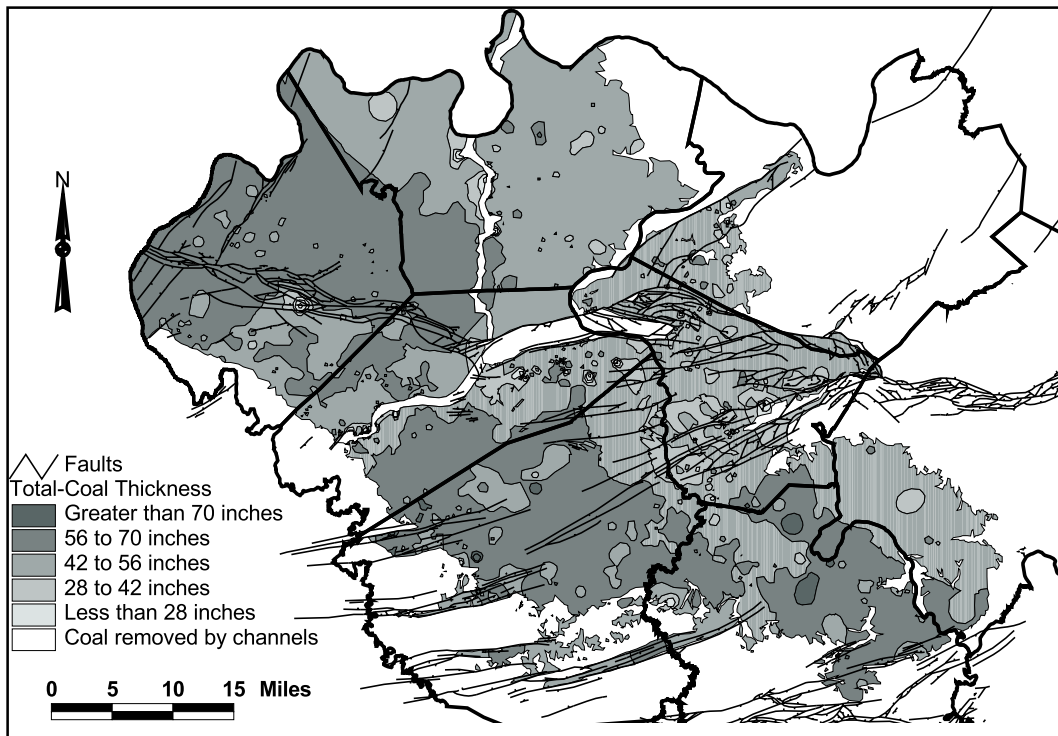 N
Faults
Total-Coal Thickness
Greater than 70 inches
56 to 70 inches
42 to 56 inches
28 to 42 inches
Less than 28 inches
Coal removed by channels
0 5 10 15 Miles